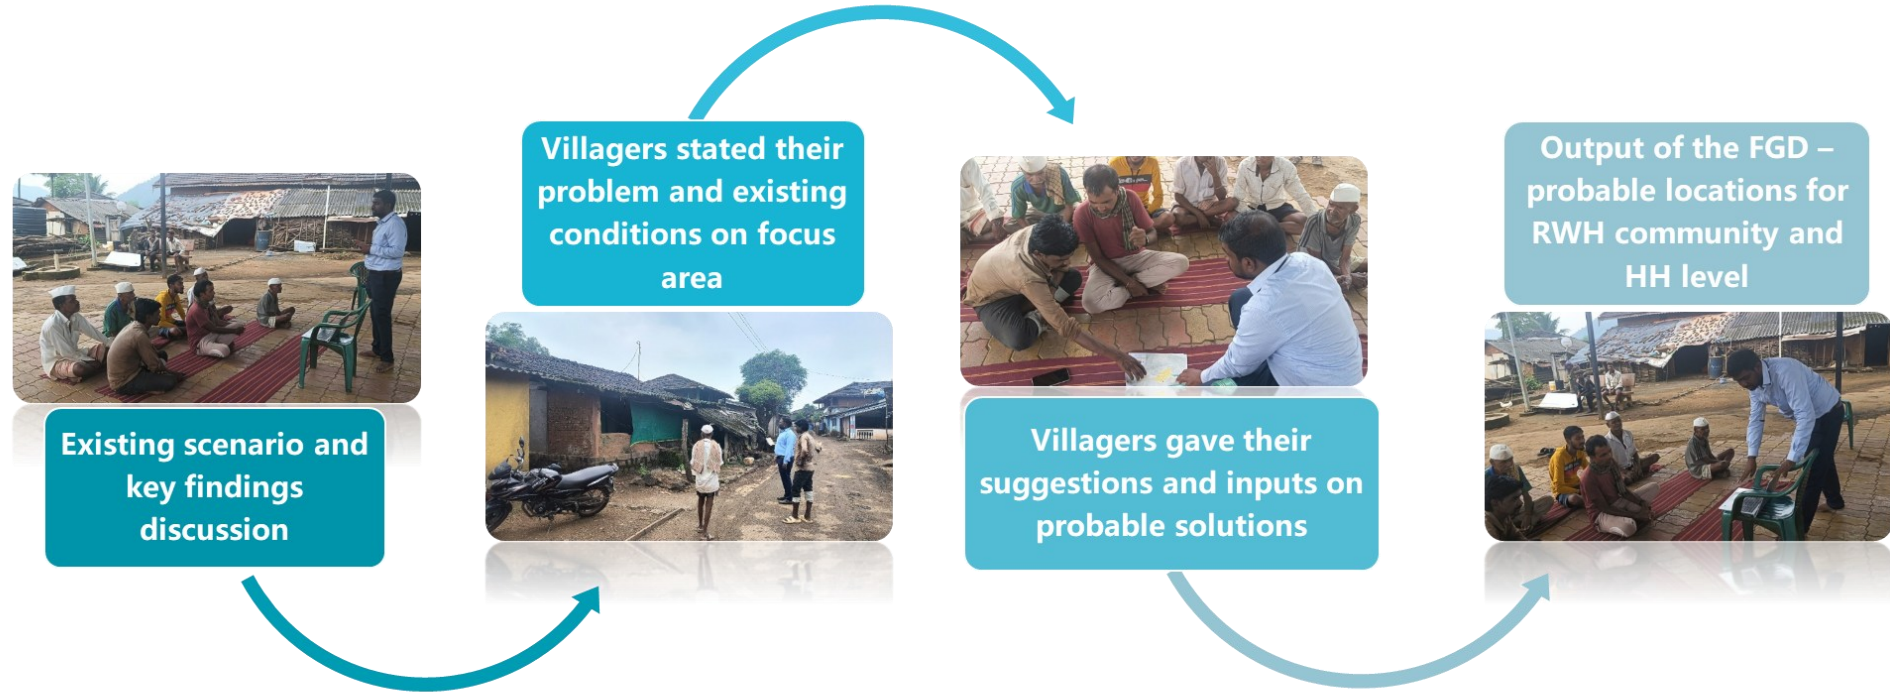 Existing scenario and
key findings
discussion
Villagers stated their
problem and existing
conditions on focus
area
Villagers gave their
suggestions and inputs on
probable solutions
Output of the FGD –
probable locations for
RWH community and
HH level